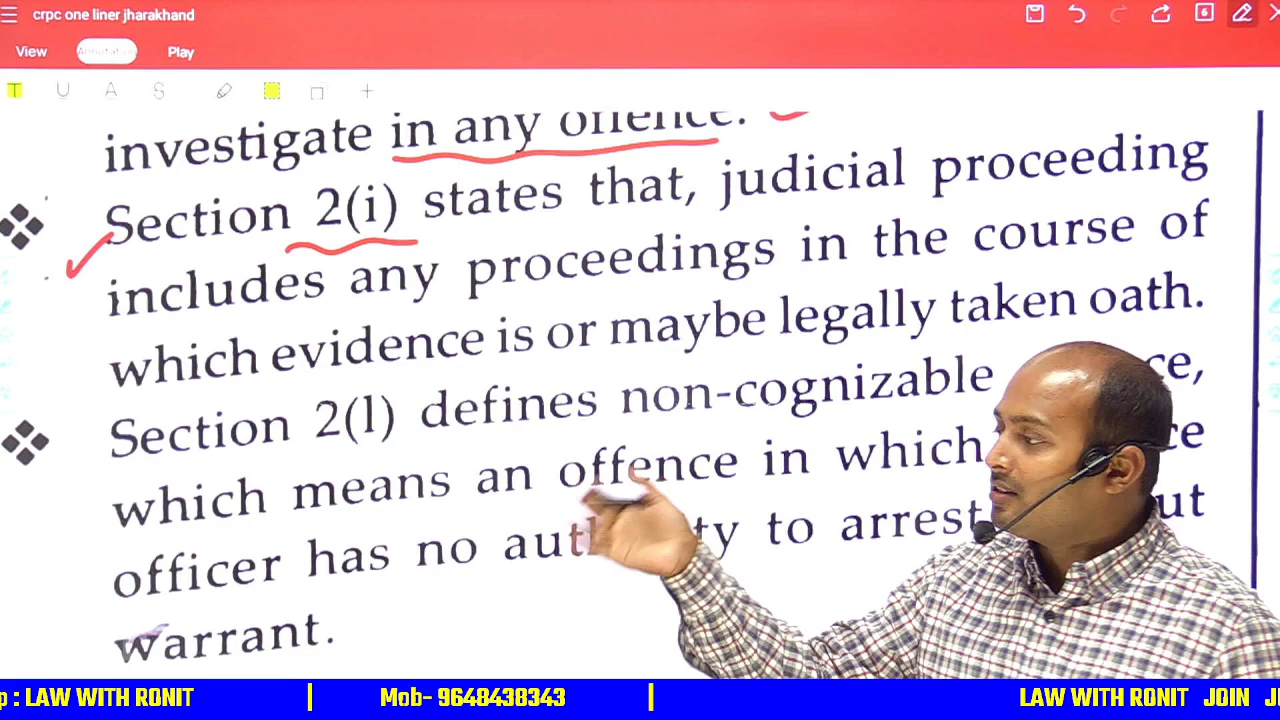 crpc one liner jharakhand
6
View
Annotation
Play
T U A S
investigate in any offence.
Section 2(i) states that, judicial proceeding
includes any proceedings in the course of
which evidence is or maybe legally taken oath.
Section 2(l) defines non-cognizable
which means an offence in which
officer has no to arrest
warrant.
: LAW WITH RONIT | Mob- 9648438343 | LAW WITH RONIT JOIN